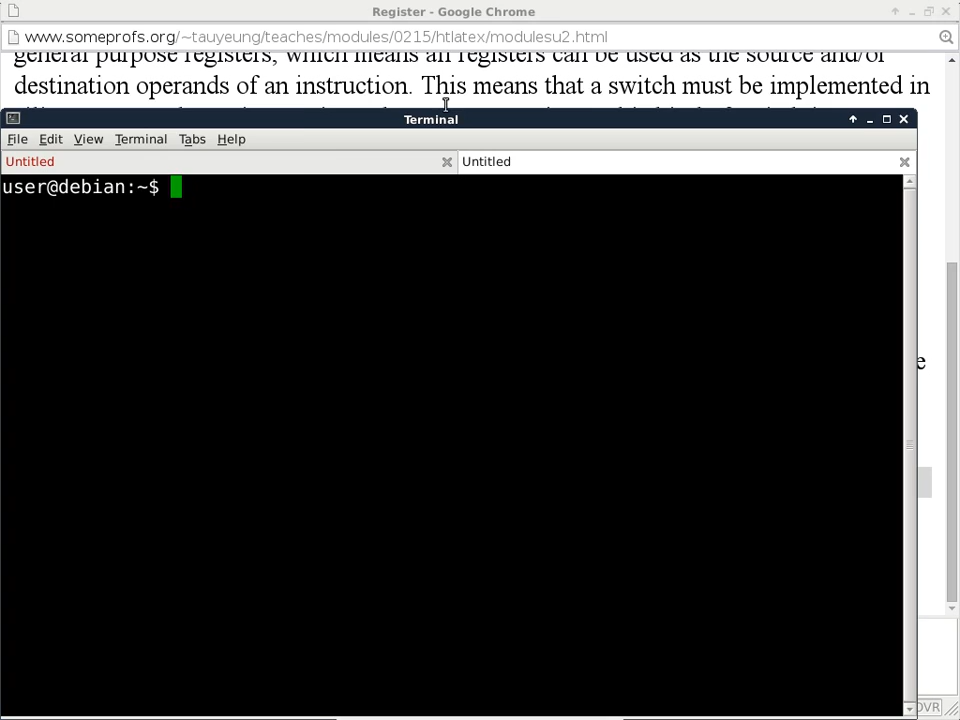 Register - Google Chrome
www.someprofs.org/~tauyeung/teaches/modules/0215/htlatex/modulesu2.html
general purpose registers, which means all registers can be used as the source and/or
destination operands of an instruction. This means that a switch must be implemented in
Terminal
File Edit View Terminal Tabs Help
Untitled Untitled
user@debian:~$
e
OVR